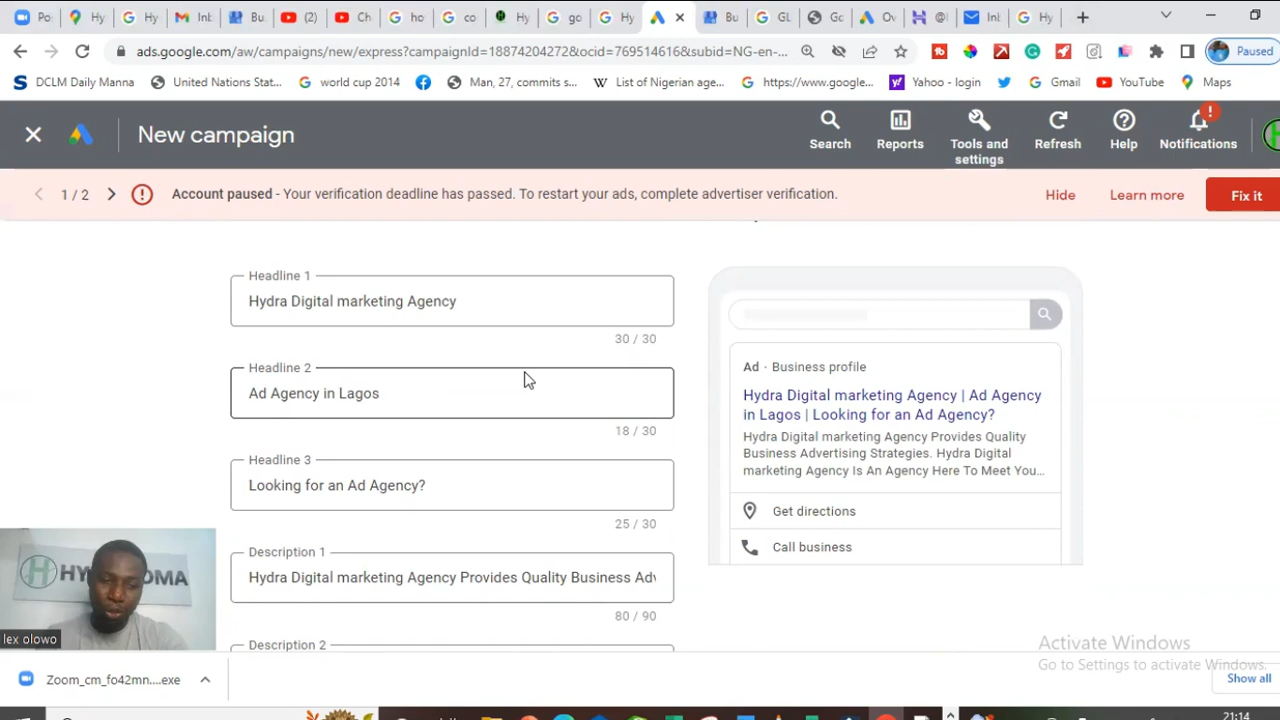 Po:
Hy
Hy
Inl
Bu
(2)
Ch
ho
co
Hy
go
Hy
Bu
GL
Go
Ov
@I
Inl
Hy
ads.google.com/aw/campaigns/new/express?campaignId=18874204272&ocid=769514616&subid=NG-en-...
Paused
DCLM Daily Manna
United Nations Stat...
world cup 2014
Man, 27, commits s...
List of Nigerian age...
https://www.google...
Yahoo - login
Gmail
YouTube
Maps
New campaign
Search
Reports
Tools and settings
Refresh
Help
Notifications
1 / 2
Account paused - Your verification deadline has passed. To restart your ads, complete advertiser verification.
Hide
Learn more
Fix it
Headline 1
Hydra Digital marketing Agency
30 / 30
Headline 2
Ad Agency in Lagos
18 / 30
Headline 3
Looking for an Ad Agency?
25 / 30
Description 1
Hydra Digital marketing Agency Provides Quality Business Adv
80 / 90
Description 2
Ad · Business profile
Hydra Digital marketing Agency | Ad Agency
in Lagos | Looking for an Ad Agency?
Hydra Digital marketing Agency Provides Quality
Business Advertising Strategies. Hydra Digital
marketing Agency Is An Agency Here To Meet You...
Get directions
Call business
lex olowo
Activate Windows
Go to Settings to activate Windows.
Zoom_cm_fo42mn....exe
Show all
21:14